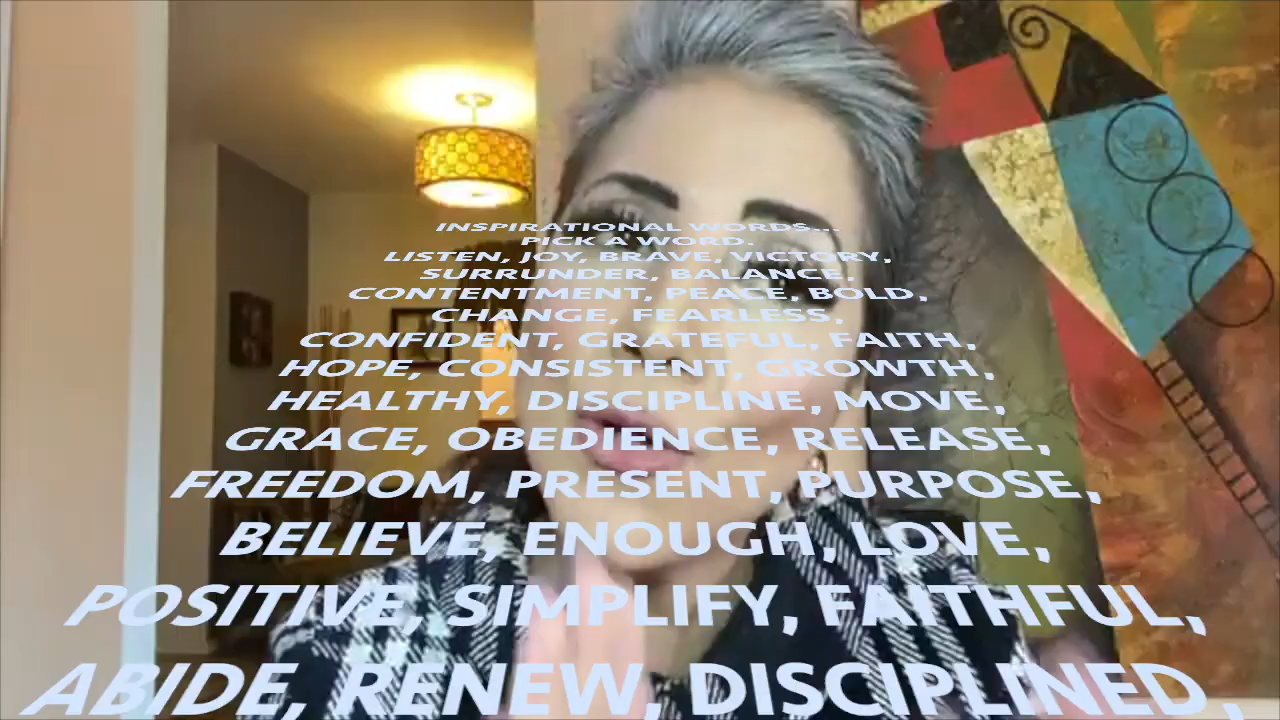 INSPIRATIONAL WORDS...
PICK A WORD.
LISTEN, JOY, BRAVE, VICTORY,
SURRUNDER, BALANCE,
CONTENTMENT, PEACE, BOLD,
CHANGE, FEARLESS,
CONFIDENT, GRATEFUL, FAITH,
HOPE, CONSISTENT, GROWTH,
HEALTHY, DISCIPLINE, MOVE,
GRACE, OBEDIENCE, RELEASE,
FREEDOM, PRESENT, PURPOSE,
BELIEVE, ENOUGH, LOVE,
POSITIVE, SIMPLIFY, FAITHFUL,
ABIDE, RENEW, DISCIPLINED,